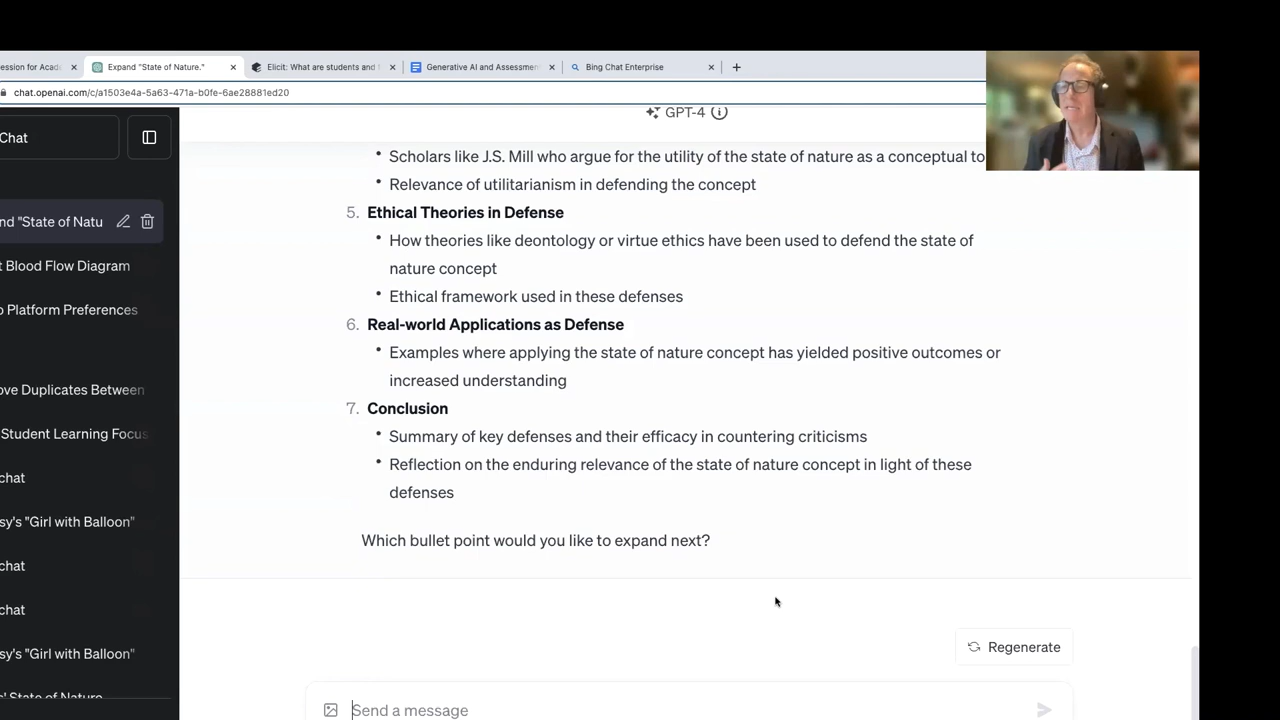 ession for Acad
Expand "State of Nature."
Elicit: What are students and
Generative AI and Assessmen
Bing Chat Enterprise
chat.openai.com/c/a1503e4a-5a63-471a-b0fe-6ae28881ed20
Chat
GPT-4
Scholars like J.S. Mill who argue for the utility of the state of nature as a conceptual to
Relevance of utilitarianism in defending the concept
nd "State of Natu
5. Ethical Theories in Defense
How theories like deontology or virtue ethics have been used to defend the state of
nature concept
t Blood Flow Diagram
Ethical framework used in these defenses
o Platform Preferences
6. Real-world Applications as Defense
Examples where applying the state of nature concept has yielded positive outcomes or
increased understanding
ove Duplicates Between
7. Conclusion
Student Learning Focus
Summary of key defenses and their efficacy in countering criticisms
Reflection on the enduring relevance of the state of nature concept in light of these
defenses
chat
sy's "Girl with Balloon"
Which bullet point would you like to expand next?
chat
chat
sy's "Girl with Balloon"
Regenerate
' State of Nature
Send a message